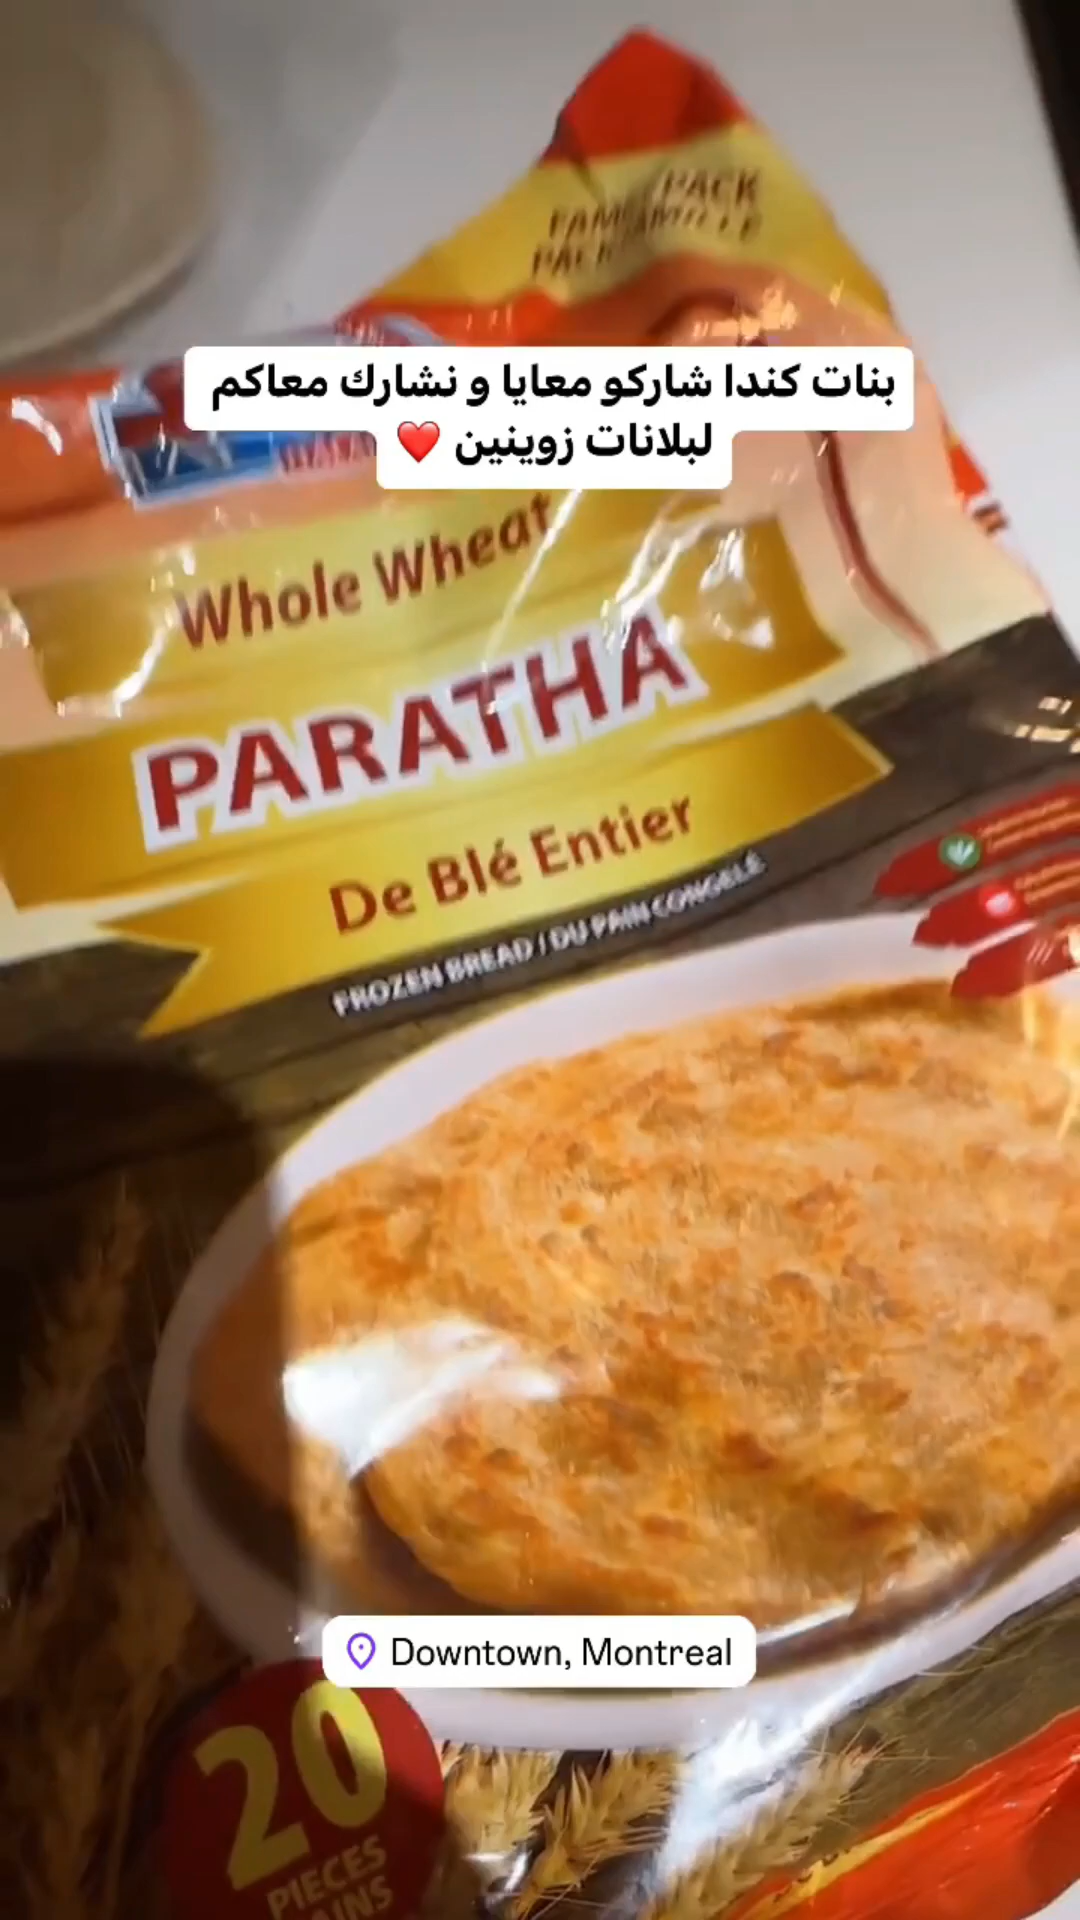 PACK
بنات كندا شاركو معايا و نشارك معاكم
لبلانات زوينين ❤️
Whole Wheat
PARATHA
De Blé Entier
FROZEN BREAD / DU PAIN CONGELÉ
Downtown, Montreal
20
PIECES